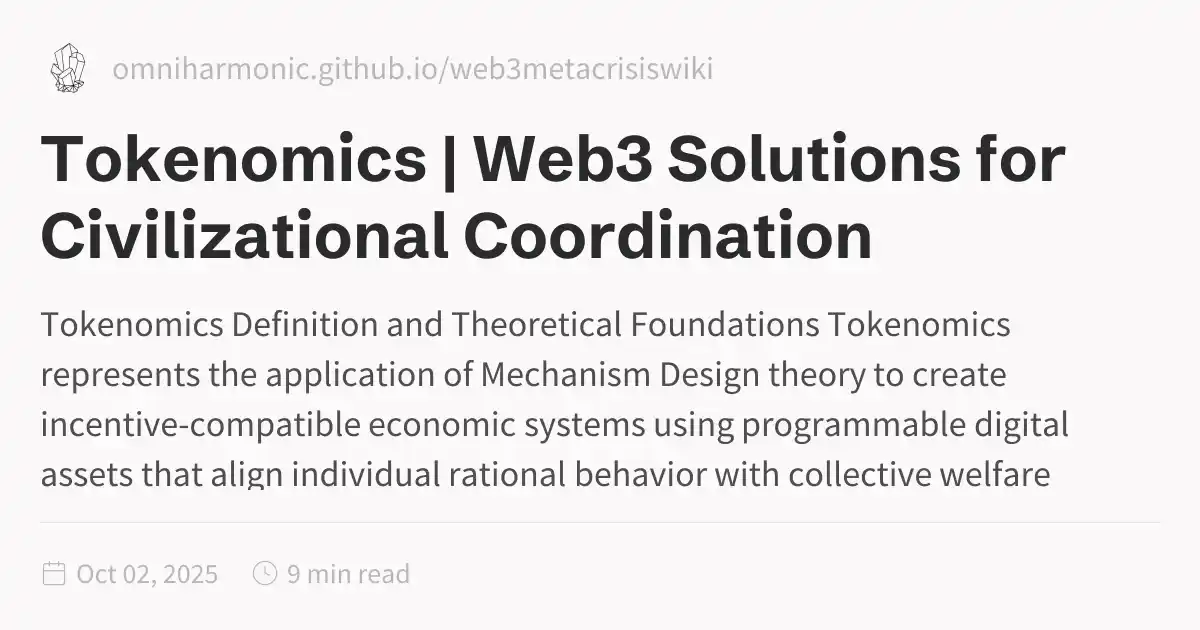 omniharmonic.github.io/web3metacrisiswiki
Tokenomics | Web3 Solutions for
Civilizational Coordination
Tokenomics Definition and Theoretical Foundations Tokenomics
represents the application of Mechanism Design theory to create
incentive-compatible economic systems using programmable digital
assets that align individual rational behavior with collective welfare
Oct 02, 2025
9 min read